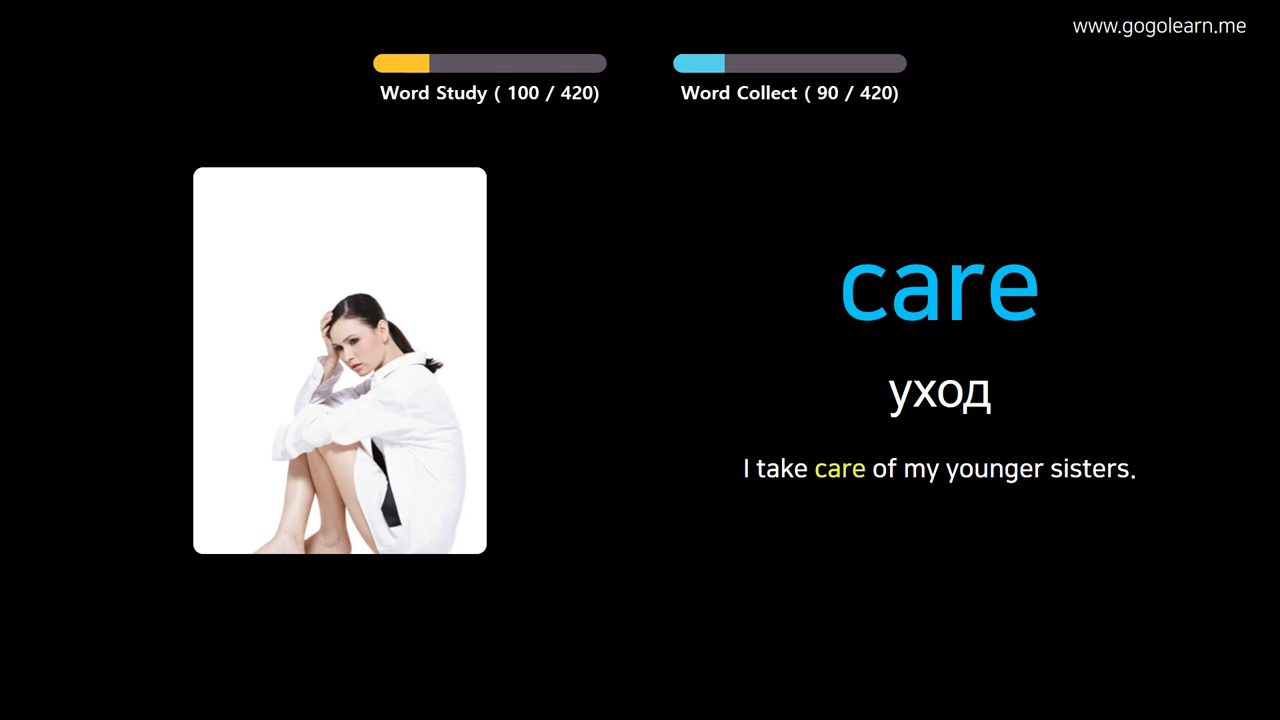 www.gogolearn.me
Word Study ( 100 / 420)
Word Collect ( 90 / 420)
care
уход
I take care of my younger sisters.